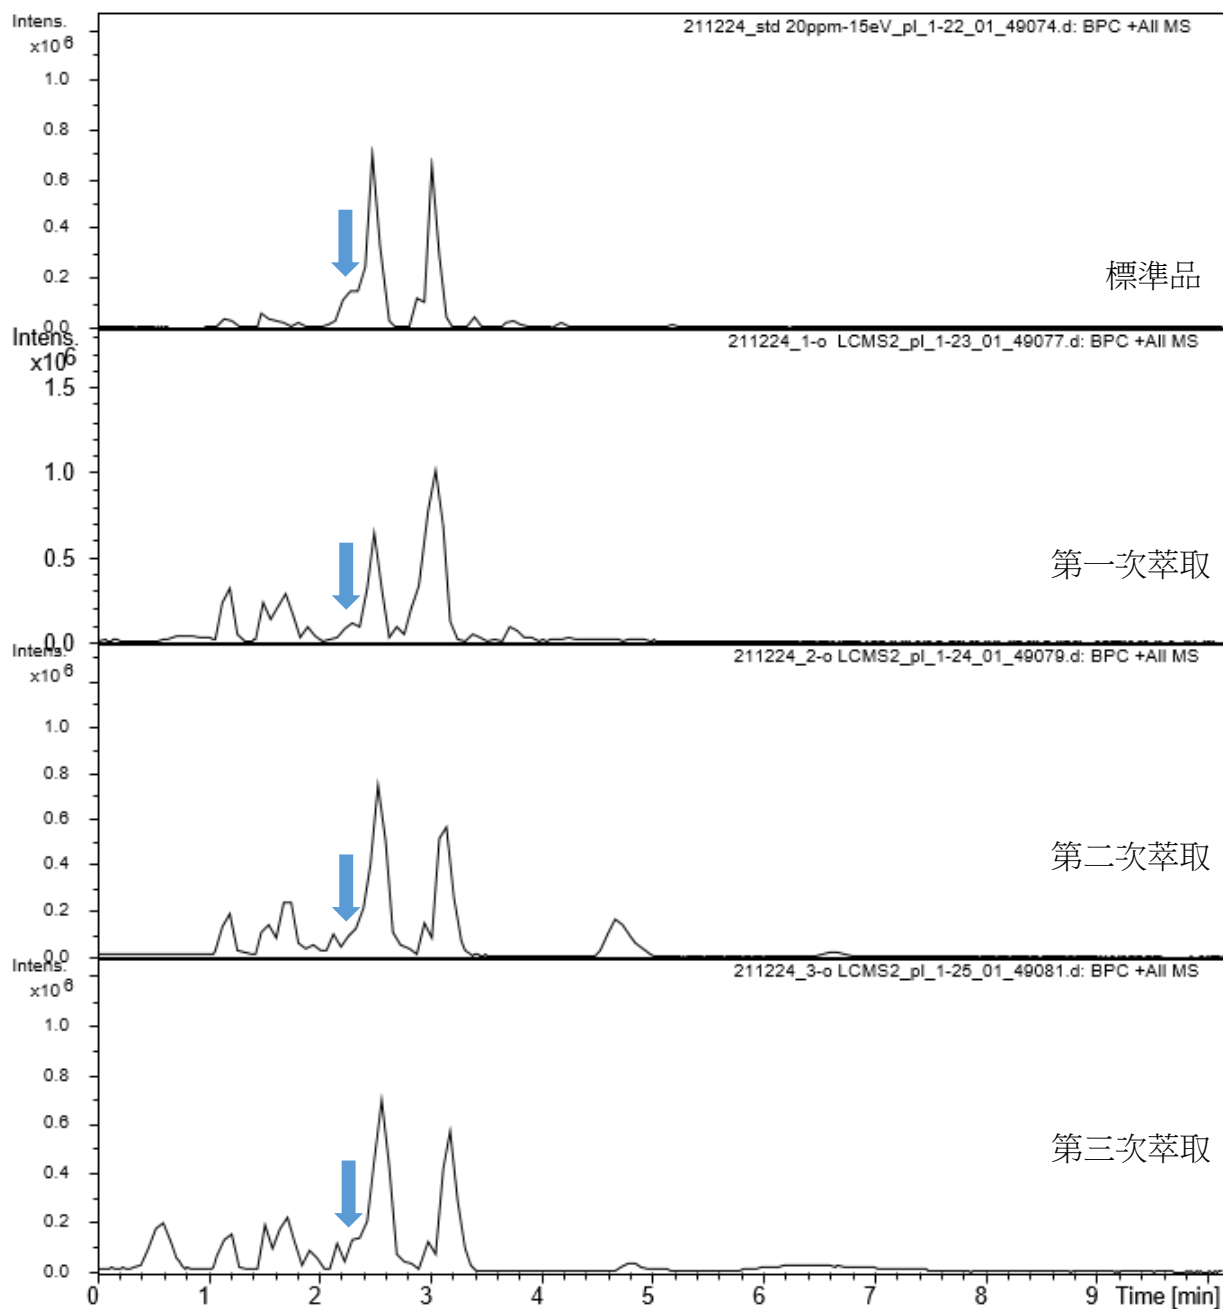 Intens.
x10 6
211224_std 20ppm-15eV_pl_1-22_01_49074.d: BPC +All MS
1.0
0.8
0.6
0.4
0.2
0.0
標準品
Intens.
x10 6
211224_1-o LCMS2_pl_1-23_01_49077.d: BPC +All MS
1.5
1.0
0.5
0.0
第一次萃取
Intens.
x10 6
211224_2-o LCMS2_pl_1-24_01_49079.d: BPC +All MS
1.0
0.8
0.6
0.4
0.2
0.0
第二次萃取
Intens.
x10 6
211224_3-o LCMS2_pl_1-25_01_49081.d: BPC +All MS
1.0
0.8
0.6
0.4
0.2
0.0
第三次萃取
0 1 2 3 4 5 6 7 8 9 Time [min]